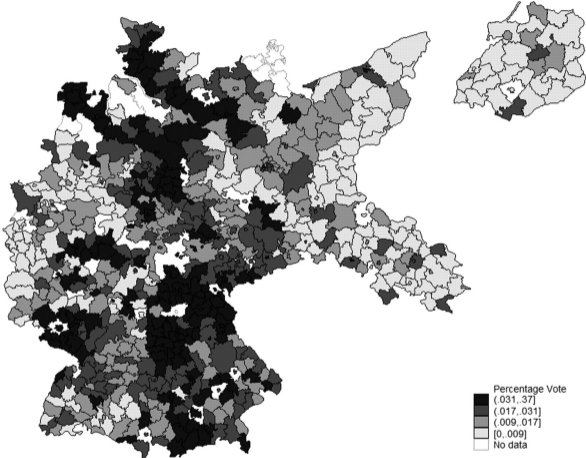 Percentage Vote
(.031,.37]
(.017,.031]
(.009,.017]
[0,.009]
No data